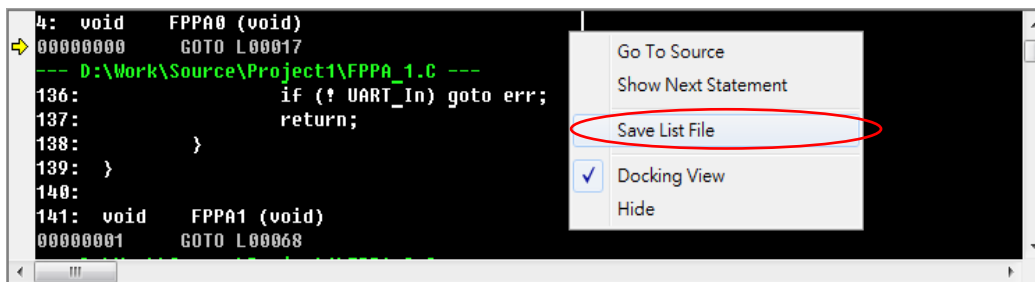 4:  void    FPPA0 (void)
00000000     GOTO L00017
--- D:\Work\Source\Project1\FPPA_1.C ---
136:                    if (! UART_In) goto err;
137:                    return;
138:          }
139:  }
140:
141:  void    FPPA1 (void)
00000001     GOTO L00068
Go To Source
Show Next Statement
Save List File
Docking View
Hide